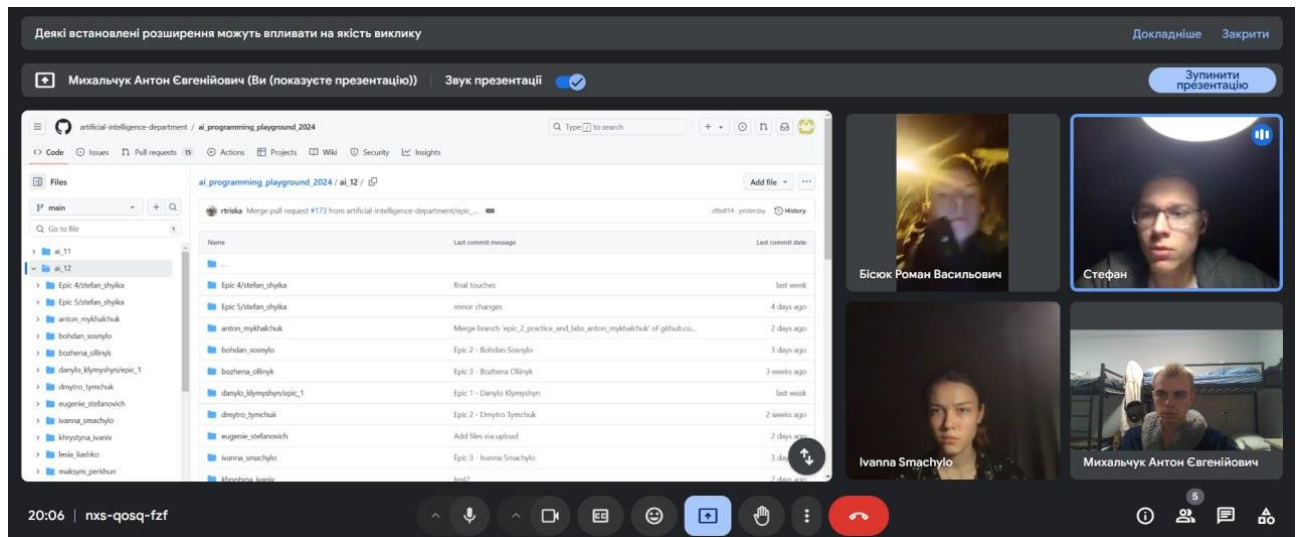 Деякі встановлені розширення можуть впливати на якість виклику
Докладніше Закрити
Михальчук Антон Євгенійович (Ви (показуєте презентацію))
Звук презентації
Зупинити
презентацію
artificial-intelligence-department / ai_programming_playground_2024
Type / to search
Code Issues Pull requests 15 Actions Projects Wiki Security Insights
Files
ai_programming_playground_2024 / ai_12 /
Add file
main
rtriska Merge pull request #173 from artificial-intelligence-department/epic_...
yesterday History
Go to file
t
Name Last commit message Last commit date
ai_11
ai_12
Epic 4/stefan_shyika
Epic 5/stefan_shyika
anton_mykhalchuk
bohdan_sosnylo
bozhena_ollinyk
danylo_klymyshyn/epic_1
dmytro_tymchuk
eugenie_stefanovich
ivanna_smachylo
khrystyna_ivaniv
lesia_liashko
maksym_perkhun
..
Epic 4/stefan_shyika final touches last week
Epic 5/stefan_shyika minor changes 4 days ago
anton_mykhalchuk Merge branch 'epic_2_practice_and_labs_anton_mykhalchuk' of github.co... 2 days ago
bohdan_sosnylo Epic 2 - Bohdan Sosnylo 3 days ago
bozhena_ollinyk Epic 3 - Bozhena Ollinyk 3 weeks ago
danylo_klymyshyn/epic_1 Epic 1 - Danylo Klymyshyn last week
dmytro_tymchuk Epic 2 - Dmytro Tymchuk 2 weeks ago
eugenie_stefanovich Add files via upload 2 days ago
ivanna_smachylo Epic 3 - Ivanna Smachylo 3 day
khrystyna_ivaniv test2 2 days ago
Бісюк Роман Васильович
Стефан
Ivanna Smachylo
Михальчук Антон Євгенійович
20:06 | nxs-qosq-fzf
5